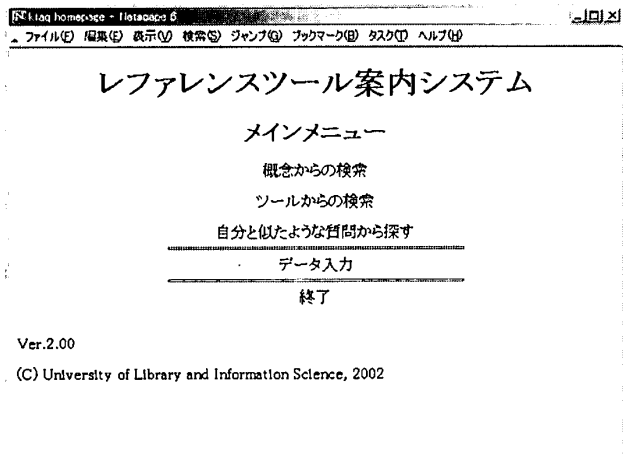 ktaq homepage - Netscape 6
ファイル(F) 編集(E) 表示(V) 検索(S) ジャンプ(G) ブックマーク(B) タスク(T) ヘルプ(H)
レファレンスツール案内システム
メインメニュー
概念からの検索
ツールからの検索
自分と似たような質問から探す
データ入力
終了
Ver.2.00
(C) University of Library and Information Science, 2002